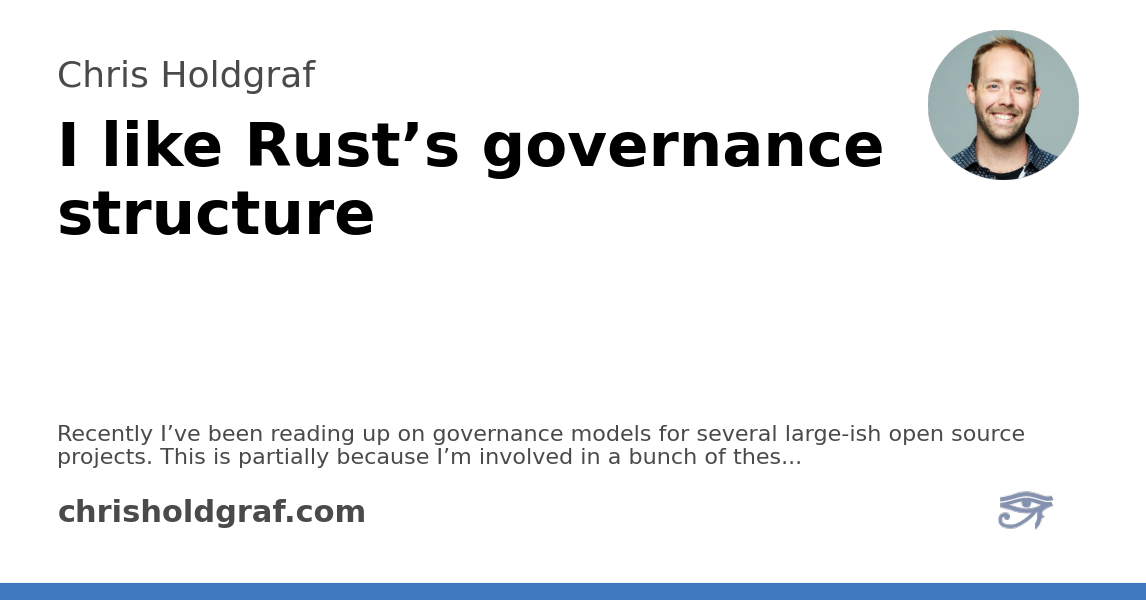 Chris Holdgraf
I like Rust’s governance
structure
Recently I’ve been reading up on governance models for several large-ish open source
projects. This is partially because I’m involved in a bunch of thes...
chrisholdgraf.com